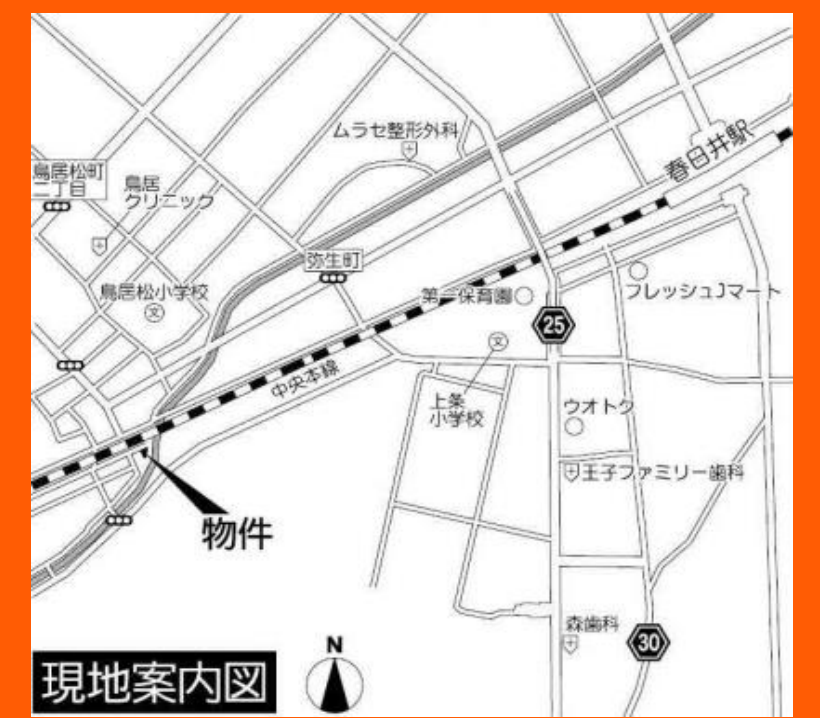 ムラセ整形外科
春日井駅
鳥居松町
二丁目
鳥居
クリニック
弥生町
鳥居松小学校
文
第一保育園
フレッシュJマート
25
文
中央本線
上条
小学校
ウオトク
王子ファミリー歯科
物件
森歯科
30
N
現地案内図